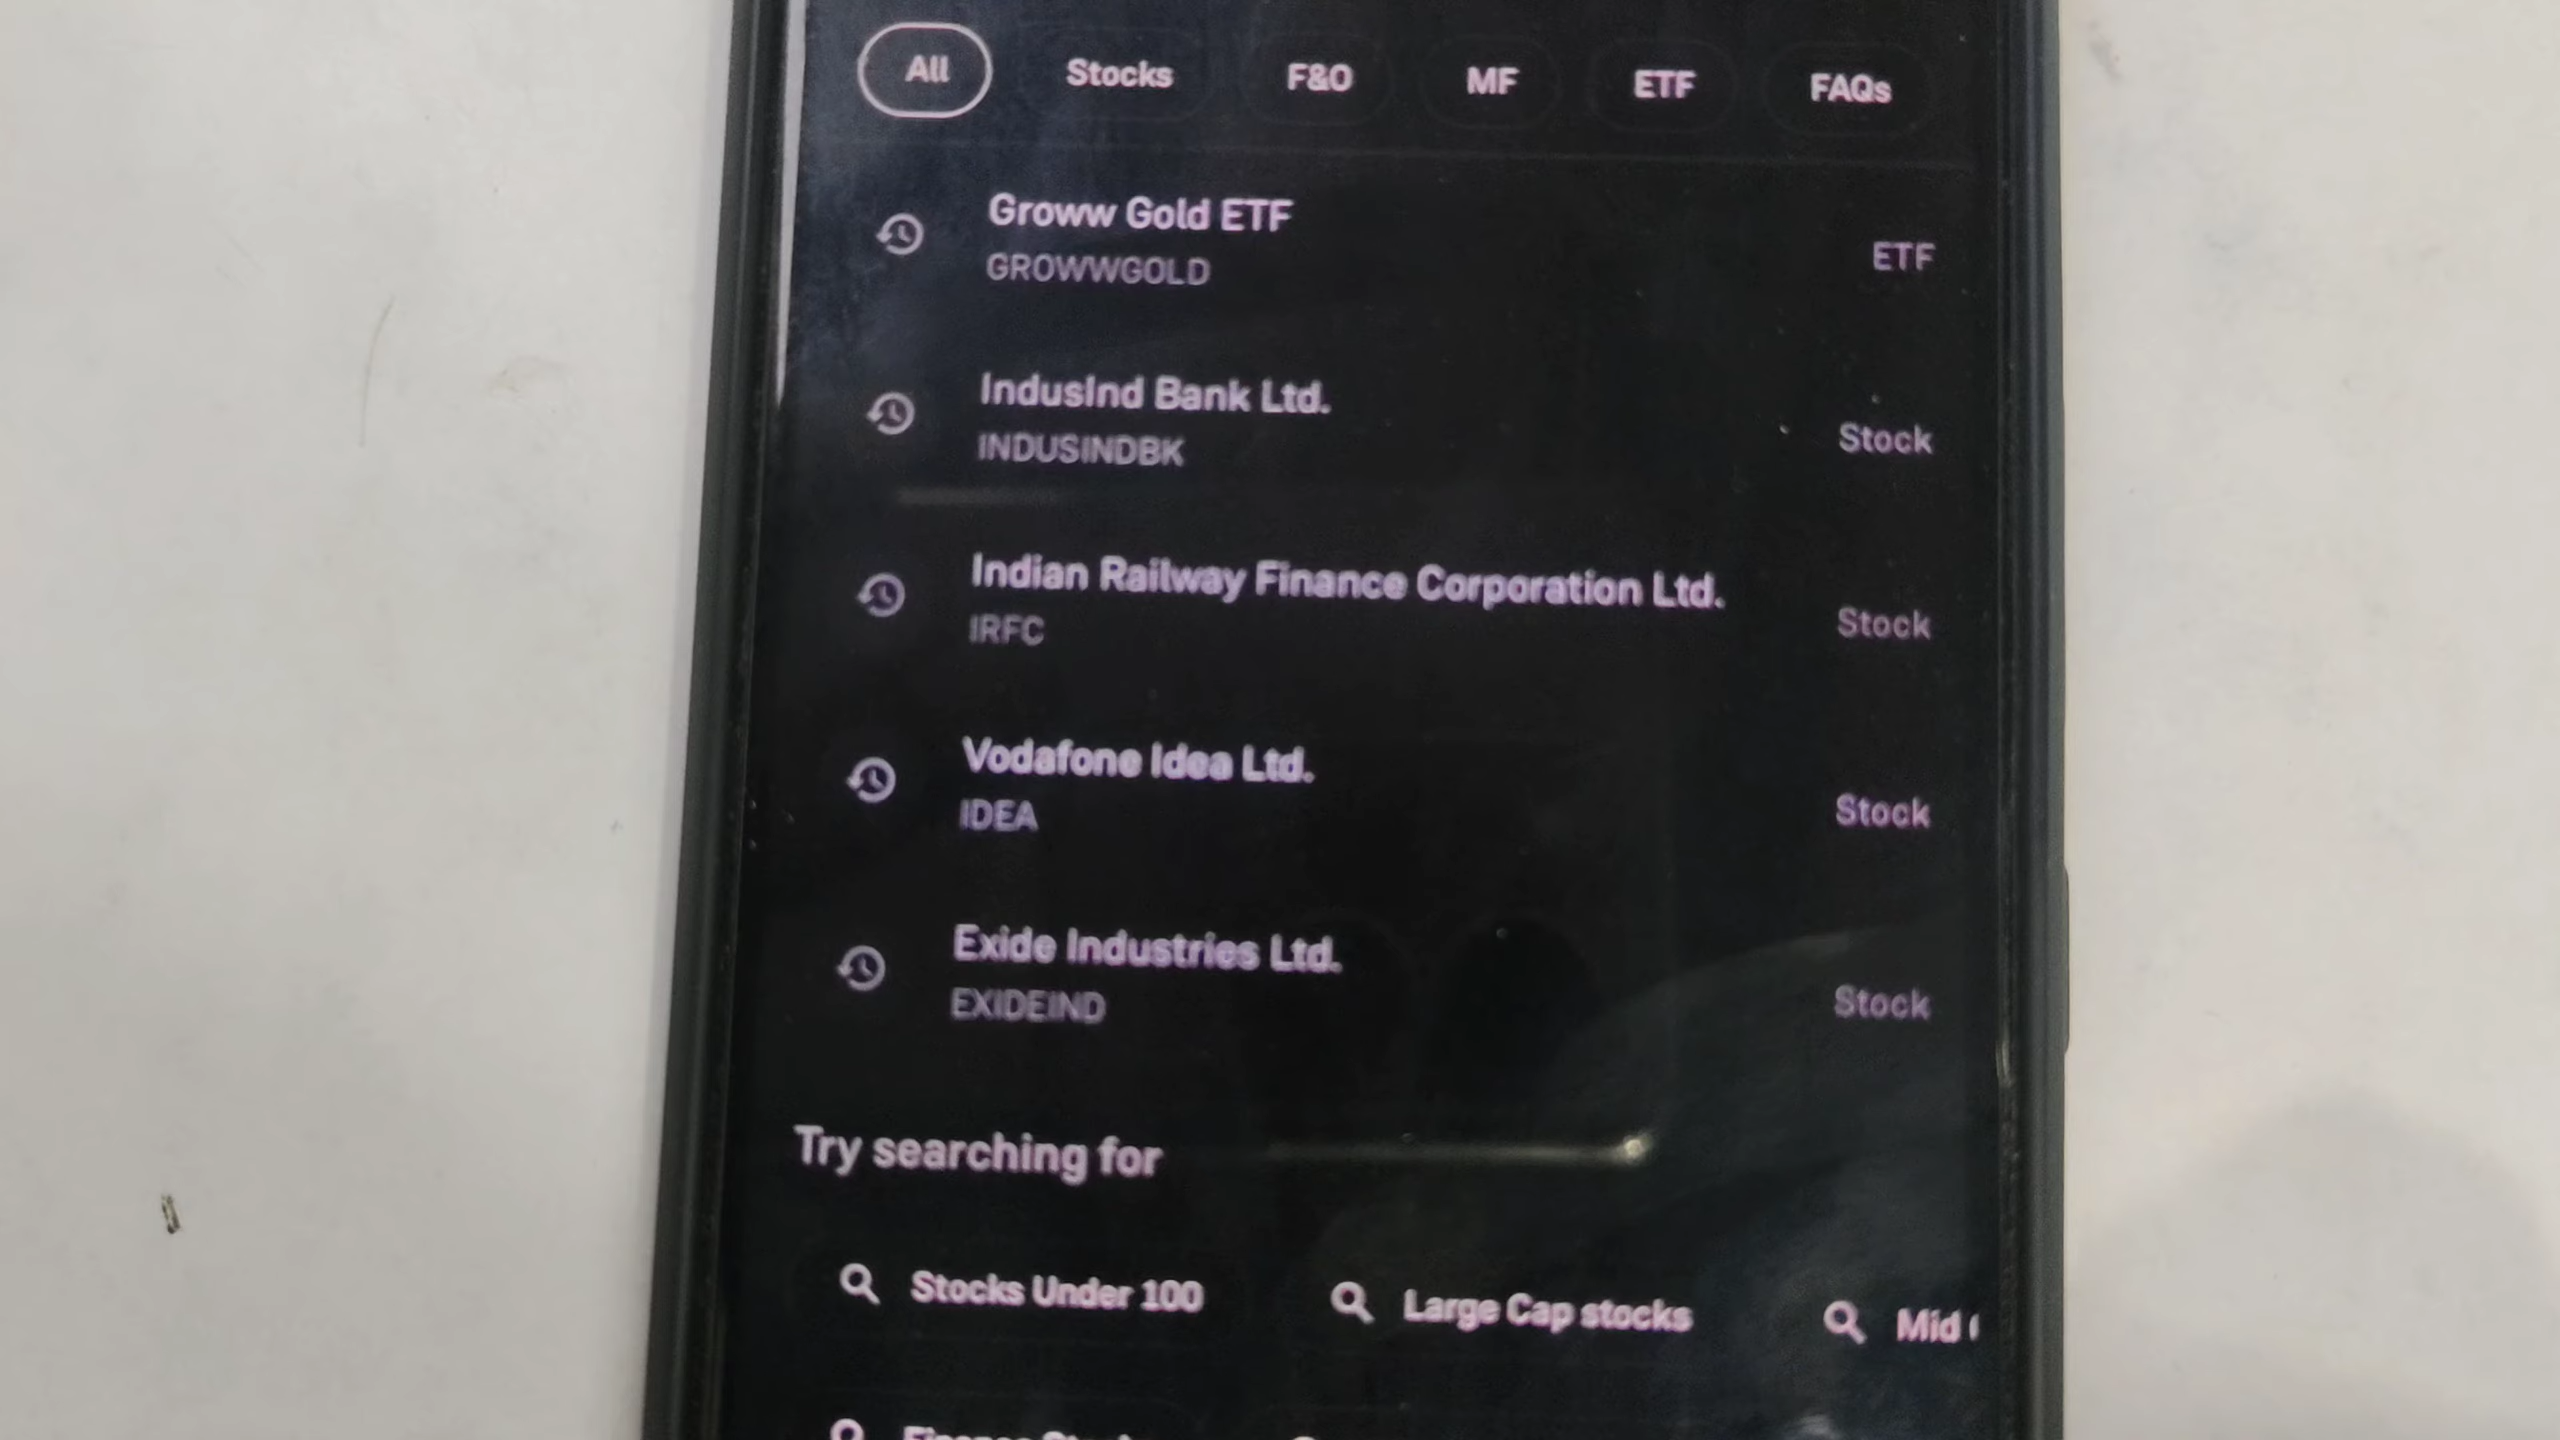 All Stocks F&O MF ETF FAQs
Groww Gold ETF
GROWWGOLD
ETF
IndusInd Bank Ltd.
INDUSINDBK
Stock
Indian Railway Finance Corporation Ltd.
IRFC
Stock
Vodafone Idea Ltd.
IDEA
Stock
Exide Industries Ltd.
EXIDEIND
Stock
Try searching for
Stocks Under 100 Large Cap stocks Mid